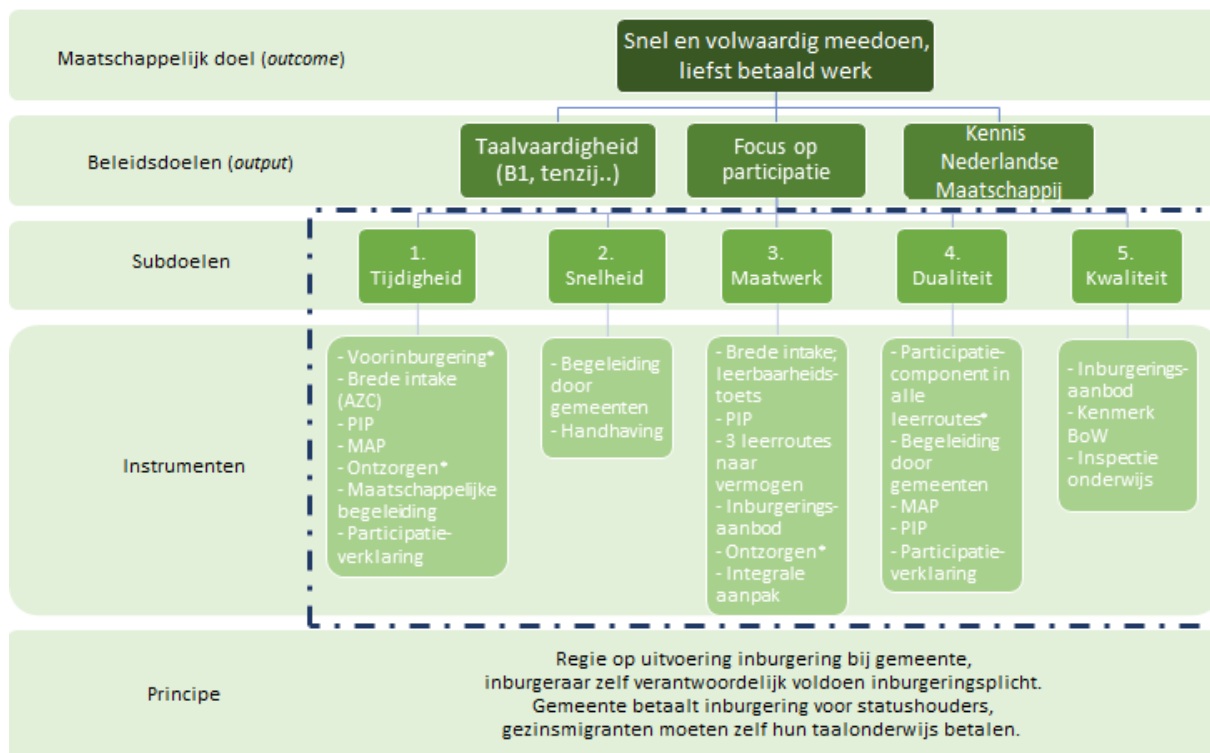 Maatschappelijk doel (outcome)
Snel en volwaardig meedoen,
liefst betaald werk
Beleidsdoelen (output)
Taalvaardigheid
(B1, tenzij..)
Focus op
participatie
Kennis
Nederlandse
Maatschappij
Subdoelen
1.
Tijdigheid
2.
Snelheid
3.
Maatwerk
4.
Dualiteit
5.
Kwaliteit
Instrumenten
- Voorinburgering*
- Brede intake
(AZC)
- PIP
- MAP
- Ontzorgen*
- Maatschappelijke
begeleiding
- Participatie-
verklaring
- Begeleiding
door
gemeenten
- Handhaving
- Brede intake;
leerbaarheids-
toets
- PIP
- 3 leerroutes
naar
vermogen
- Inburgerings-
aanbod
- Ontzorgen*
- Integrale
aanpak
- Participatie-
component in
alle
leerroutes*
- Begeleiding
door
gemeenten
- MAP
- PIP
- Participatie-
verklaring
- Inburgerings-
aanbod
- Kenmerk
BoW
- Inspectie
onderwijs
Principe
Regie op uitvoering inburgering bij gemeente,
inburgeraar zelf verantwoordelijk voldoen inburgeringsplicht.
Gemeente betaalt inburgering voor statushouders,
gezinsmigranten moeten zelf hun taalonderwijs betalen.